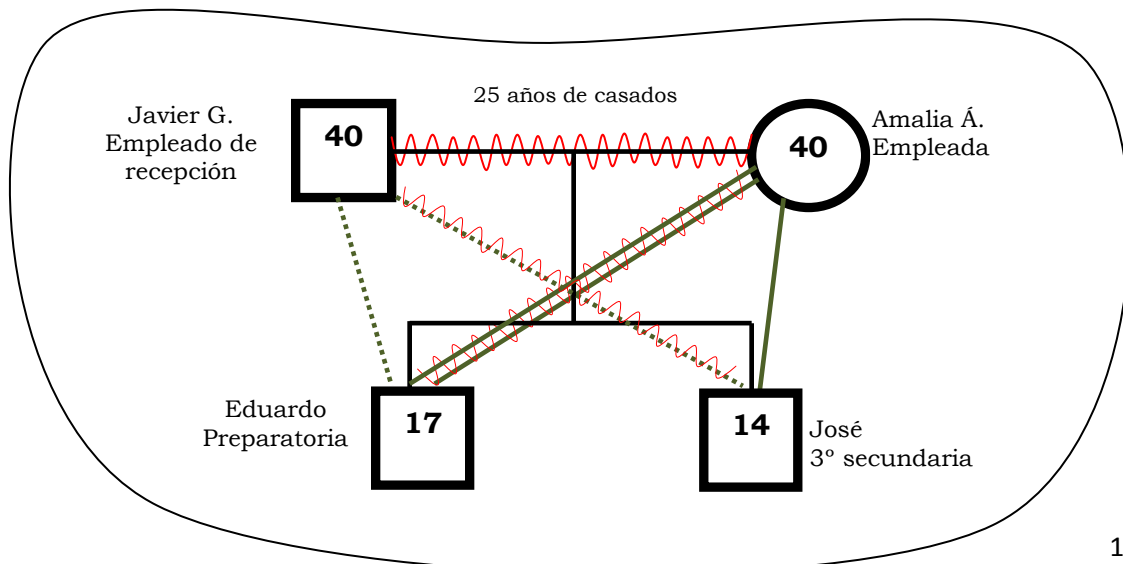 25 años de casados
Javier G.
Empleado de
recepción
40
40
Amalia Á.
Empleada
Eduardo
Preparatoria
17
14
José
3º secundaria
1